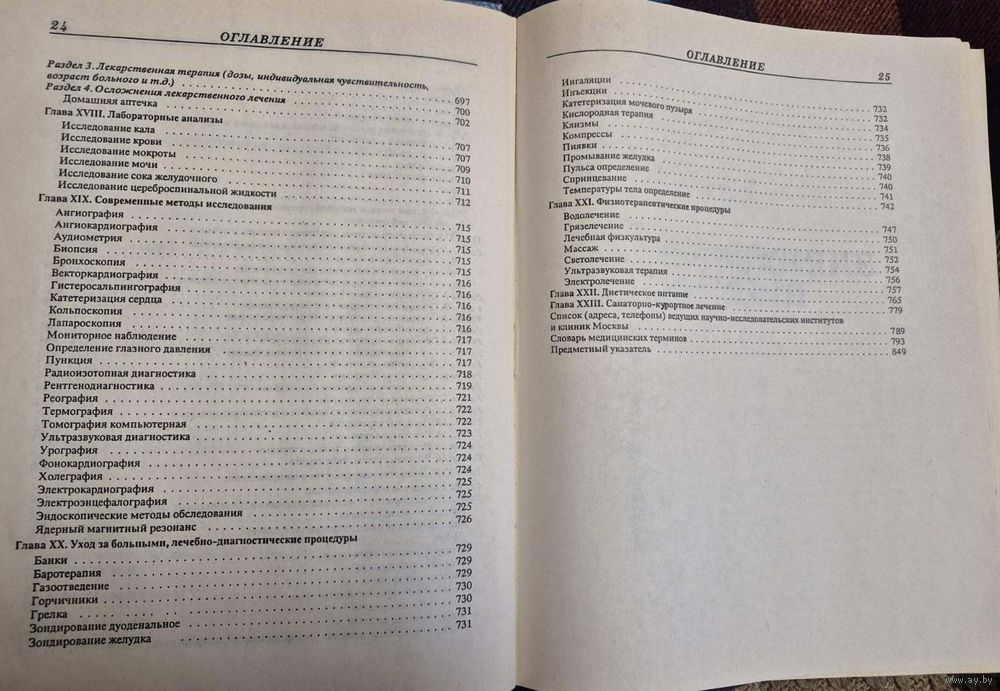 24
ОГЛАВЛЕНИЕ
Раздел 3. Лекарственная терапия (дозы, индивидуальная чувствительность,
возраст больного и т.д.) 697
Раздел 4. Осложнения лекарственного лечения 700
Домашняя аптечка 702
Глава XVIII. Лабораторные анализы
Исследование кала 707
Исследование крови 707
Исследование мокроты 709
Исследование мочи 710
Исследование сока желудочного 711
Исследование цереброспинальной жидкости 712
Глава XIX. Современные методы исследования
Ангиография 715
Ангиокардиография 715
Аудиометрия 715
Биопсия 715
Бронхоскопия 715
Векторкардиография 716
Гистеросальпингография 716
Катетеризация сердца 716
Кольпоскопия 716
Лапароскопия 716
Мониторное наблюдение 717
Определение глазного давления 717
Пункция 717
Радиоизотопная диагностика 718
Рентгенодиагностика 719
Реография 721
Термография 722
Томография компьютерная 722
Ультразвуковая диагностика 723
Урография 724
Фонокардиография 724
Холеграфия 724
Электрокардиография 725
Электроэнцефалография 725
Эндоскопические методы обследования 725
Ядерный магнитный резонанс 726
Глава XX. Уход за больными, лечебно-диагностические процедуры
Банки 729
Баротерапия 729
Газоотведение 729
Горчичники 730
Грелка 730
Зондирование дуоденальное 731
Зондирование желудка 731
ОГЛАВЛЕНИЕ
25
Ингаляции 732
Инъекции 732
Катетеризация мочевого пузыря 734
Кислородная терапия 735
Клизмы 736
Компрессы 738
Пиявки 739
Промывание желудка 740
Пульса определение 740
Спринцевание 741
Температуры тела определение 742
Глава XXI. Физиотерапевтические процедуры
Водолечение 747
Грязелечение 750
Лечебная физкультура 751
Массаж 752
Светолечение 754
Ультразвуковая терапия 756
Электролечение 757
Глава XXII. Диетическое питание 765
Глава XXIII. Санаторно-курортное лечение 779
Список (адреса, телефоны) ведущих научно-исследовательских институтов
и клиник Москвы 789
Словарь медицинских терминов 793
Предметный указатель 849
www.ay.by